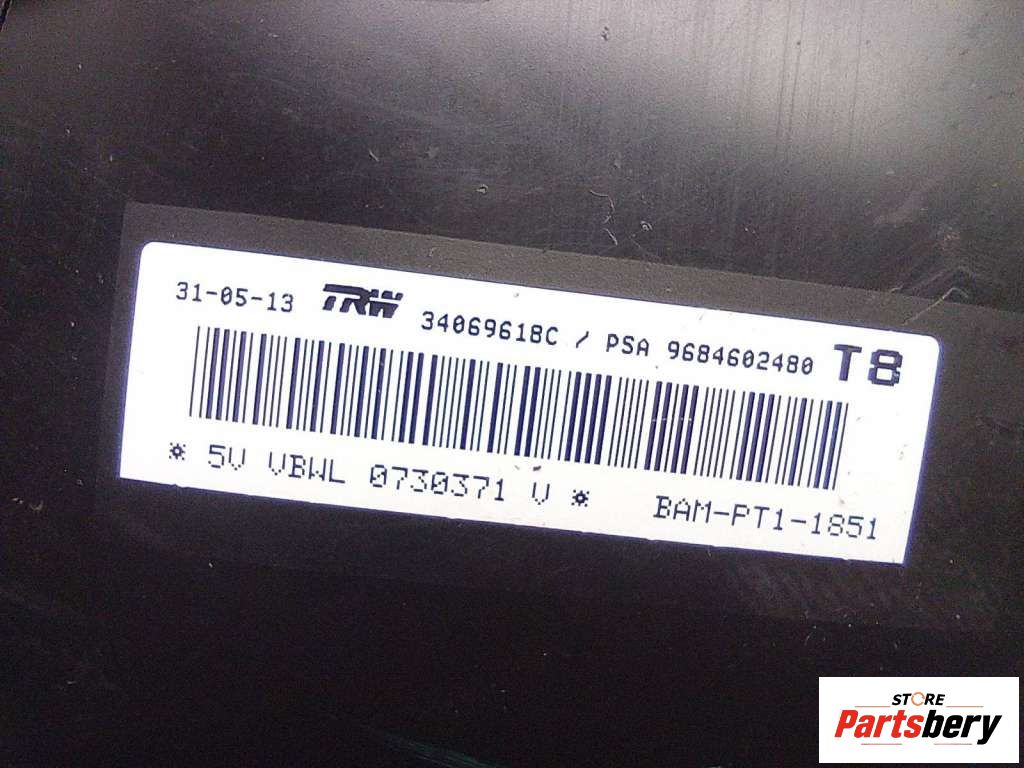 31-05-13 TRW 34069618C / PSA 9684602480 T8
* 5V VBWL 0730371 V * BAM-PT1-1851
STORE
Partsbery